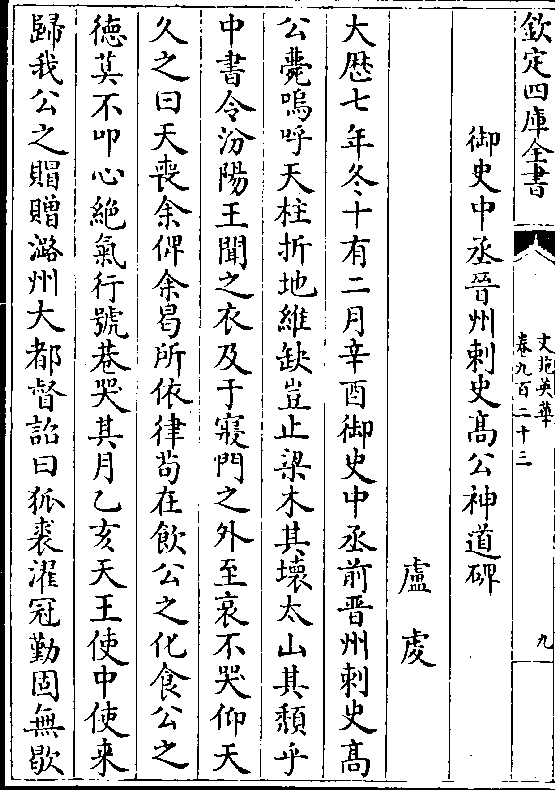 欽定四庫全書
文苑英華
卷九百二十三
九
御史中丞晉州刺史髙公神道碑
盧虔
大厯七年冬十有二月辛酉御史中丞前晉州刺史髙
公薨嗚呼天柱折地維缺豈止梁木其壞太山其頽乎
中書令汾陽王聞之衣及于寢門之外至哀不哭仰天
久之曰天喪余俾余曷所依律苟在飲公之化食公之
徳莫不叩心絶氣行號巷哭其月乙亥天王使中使来
歸我公之賵贈潞州大都督詔曰狐裘濯冠勤固無歇